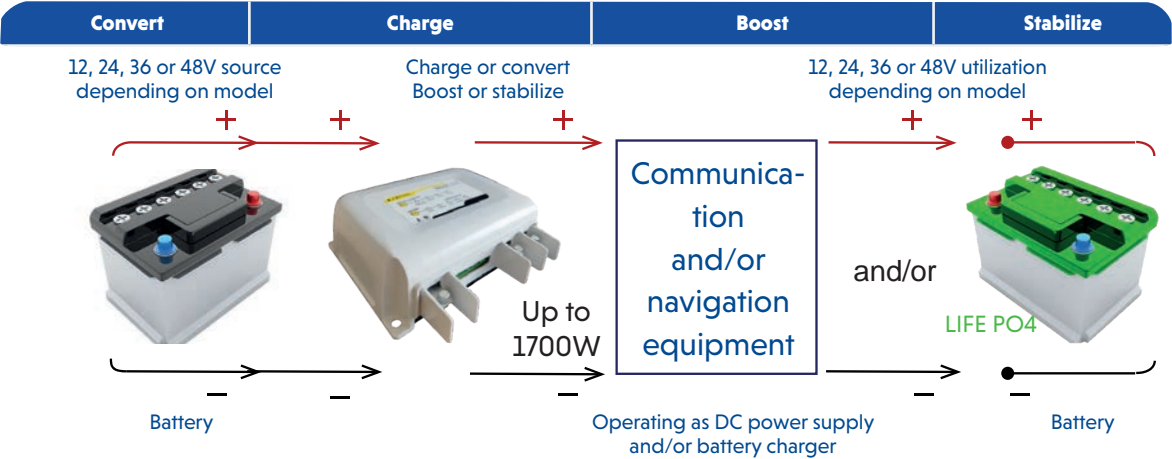 Convert
Charge
Boost
Stabilize
12, 24, 36 or 48V source
depending on model
Charge or convert
Boost or stabilize
12, 24, 36 or 48V utilization
depending on model
+
+
+
+
+
Communica-
tion
and/or
navigation
equipment
and/or
Up to
1700W
LIFE PO4
−
−
−
−
−
Battery
Operating as DC power supply
and/or battery charger
Battery